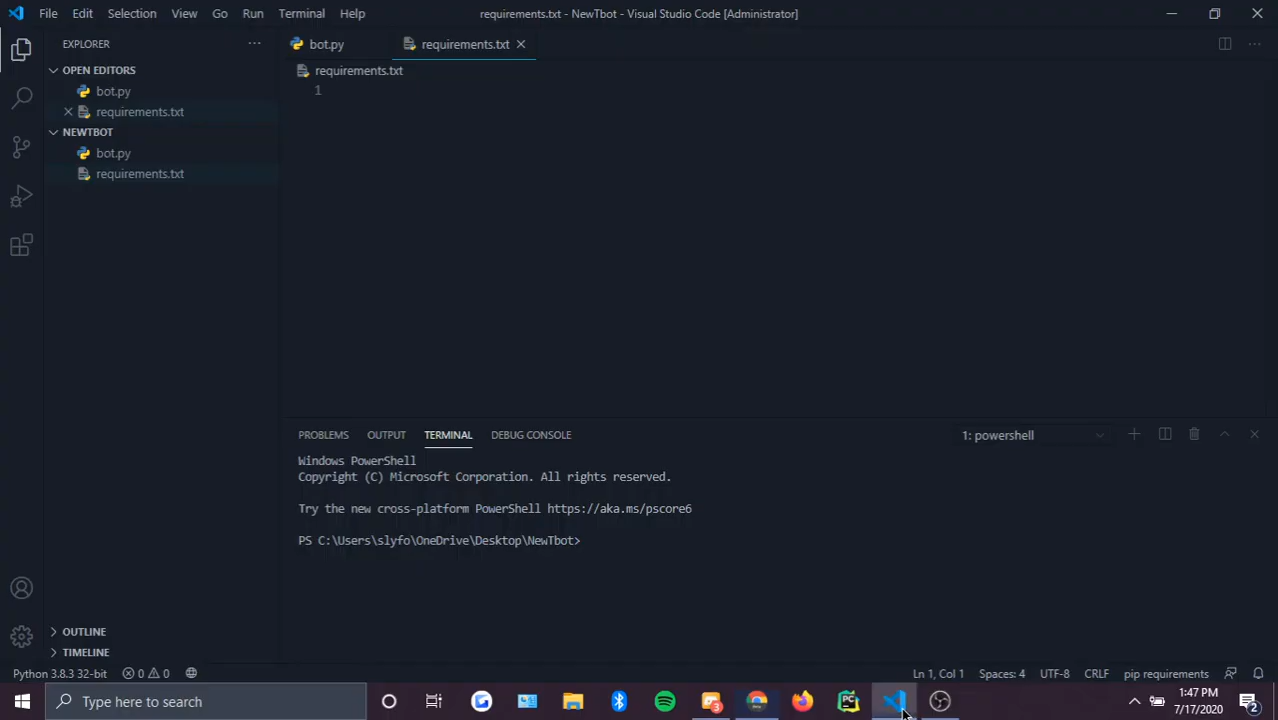 File Edit Selection View Go Run Terminal Help
requirements.txt - NewTbot - Visual Studio Code [Administrator]
EXPLORER
bot.py
requirements.txt
OPEN EDITORS
bot.py
requirements.txt
NEWTBOT
bot.py
requirements.txt
requirements.txt
1
PROBLEMS OUTPUT TERMINAL DEBUG CONSOLE
1: powershell
Windows PowerShell
Copyright (C) Microsoft Corporation. All rights reserved.
Try the new cross-platform PowerShell https://aka.ms/pscore6
PS C:\Users\slyfo\OneDrive\Desktop\NewTbot>
OUTLINE
TIMELINE
Python 3.8.3 32-bit 0 0
Ln 1, Col 1 Spaces: 4 UTF-8 CRLF pip requirements
Type here to search
3
PC
1:47 PM
7/17/2020
2